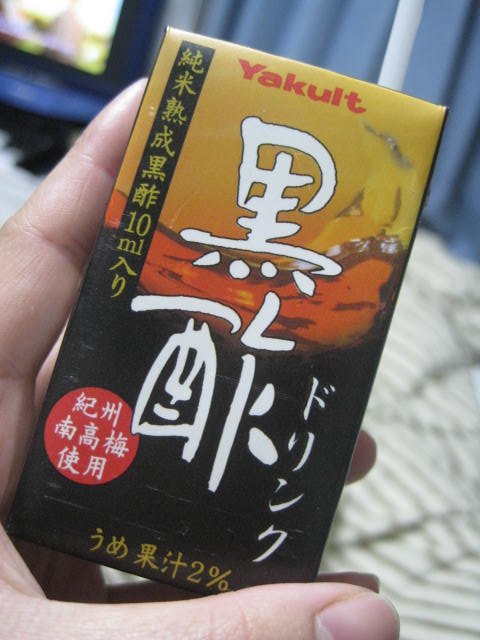 Yakult
純米熟成黒酢10ml入り
黒酢
ドリンク
紀州
南高梅
使用
うめ果汁2%